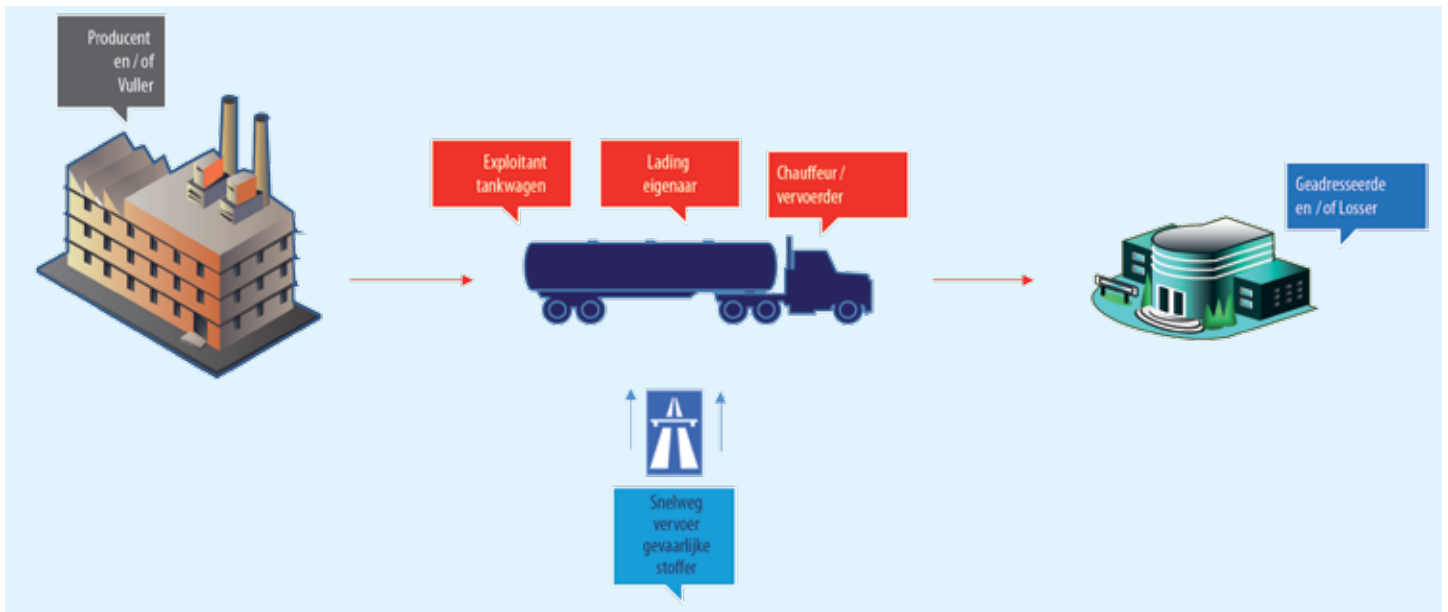 Producent
en / of
Vuller
Exploitant
tankwagen
Lading
eigenaar
Chauffeur /
vervoerder
Geadresseerde
en / of Losser
Snelweg
vervoer
gevaarlijke
stoffer